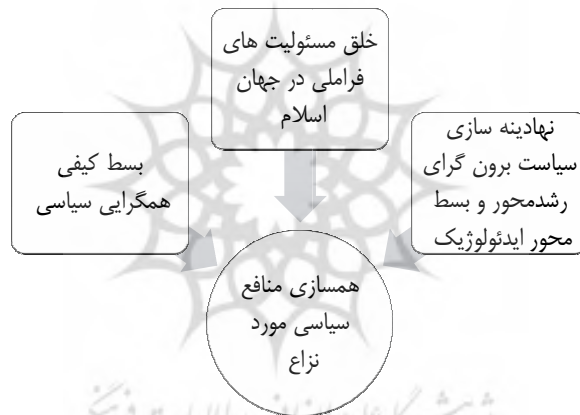 خلق مسئولیت های
فراملی در جهان
اسلام
نهادینه سازی
سیاست برون گرای
رشدمحور و بسط
محور ایدئولوژیک
بسط کیفی
همگرایی سیاسی
همسازی منافع
سیاسی مورد
نزاع